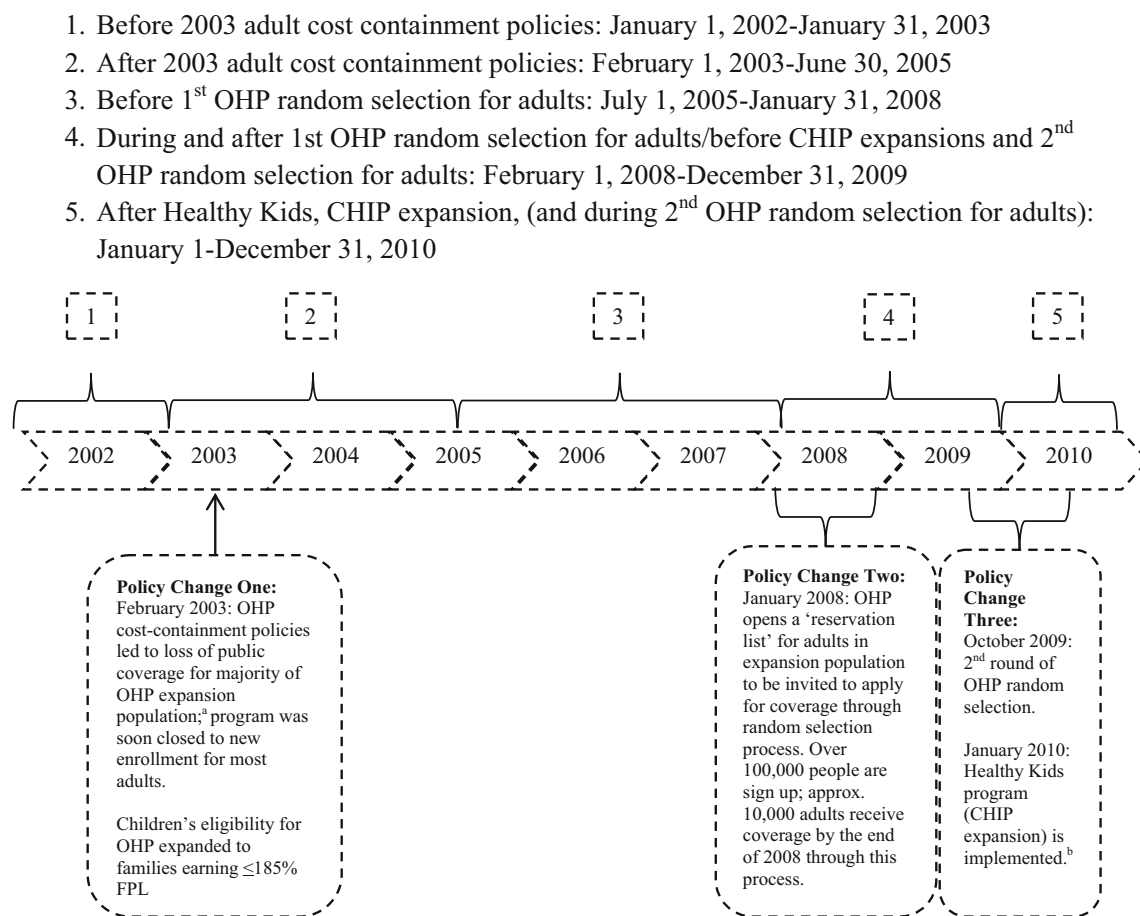 1. Before 2003 adult cost containment policies: January 1, 2002-January 31, 2003
2. After 2003 adult cost containment policies: February 1, 2003-June 30, 2005
3. Before 1st OHP random selection for adults: July 1, 2005-January 31, 2008
4. During and after 1st OHP random selection for adults/before CHIP expansions and 2nd
OHP random selection for adults: February 1, 2008-December 31, 2009
5. After Healthy Kids, CHIP expansion, (and during 2nd OHP random selection for adults):
January 1-December 31, 2010
1
2
3
4
5
2002
2003
2004
2005
2006
2007
2008
2009
2010
Policy Change One:
February 2003: OHP
cost-containment policies
led to loss of public
coverage for majority of
OHP expansion
population;a program was
soon closed to new
enrollment for most
adults.
Children's eligibility for
OHP expanded to
families earning ≤185%
FPL
Policy Change Two:
January 2008: OHP
opens a 'reservation
list' for adults in
expansion population
to be invited to apply
for coverage through
random selection
process. Over
100,000 people are
sign up; approx.
10,000 adults receive
coverage by the end
of 2008 through this
process.
Policy
Change
Three:
October 2009:
2nd round of
OHP random
selection.
January 2010:
Healthy Kids
program
(CHIP
expansion) is
implemented.b